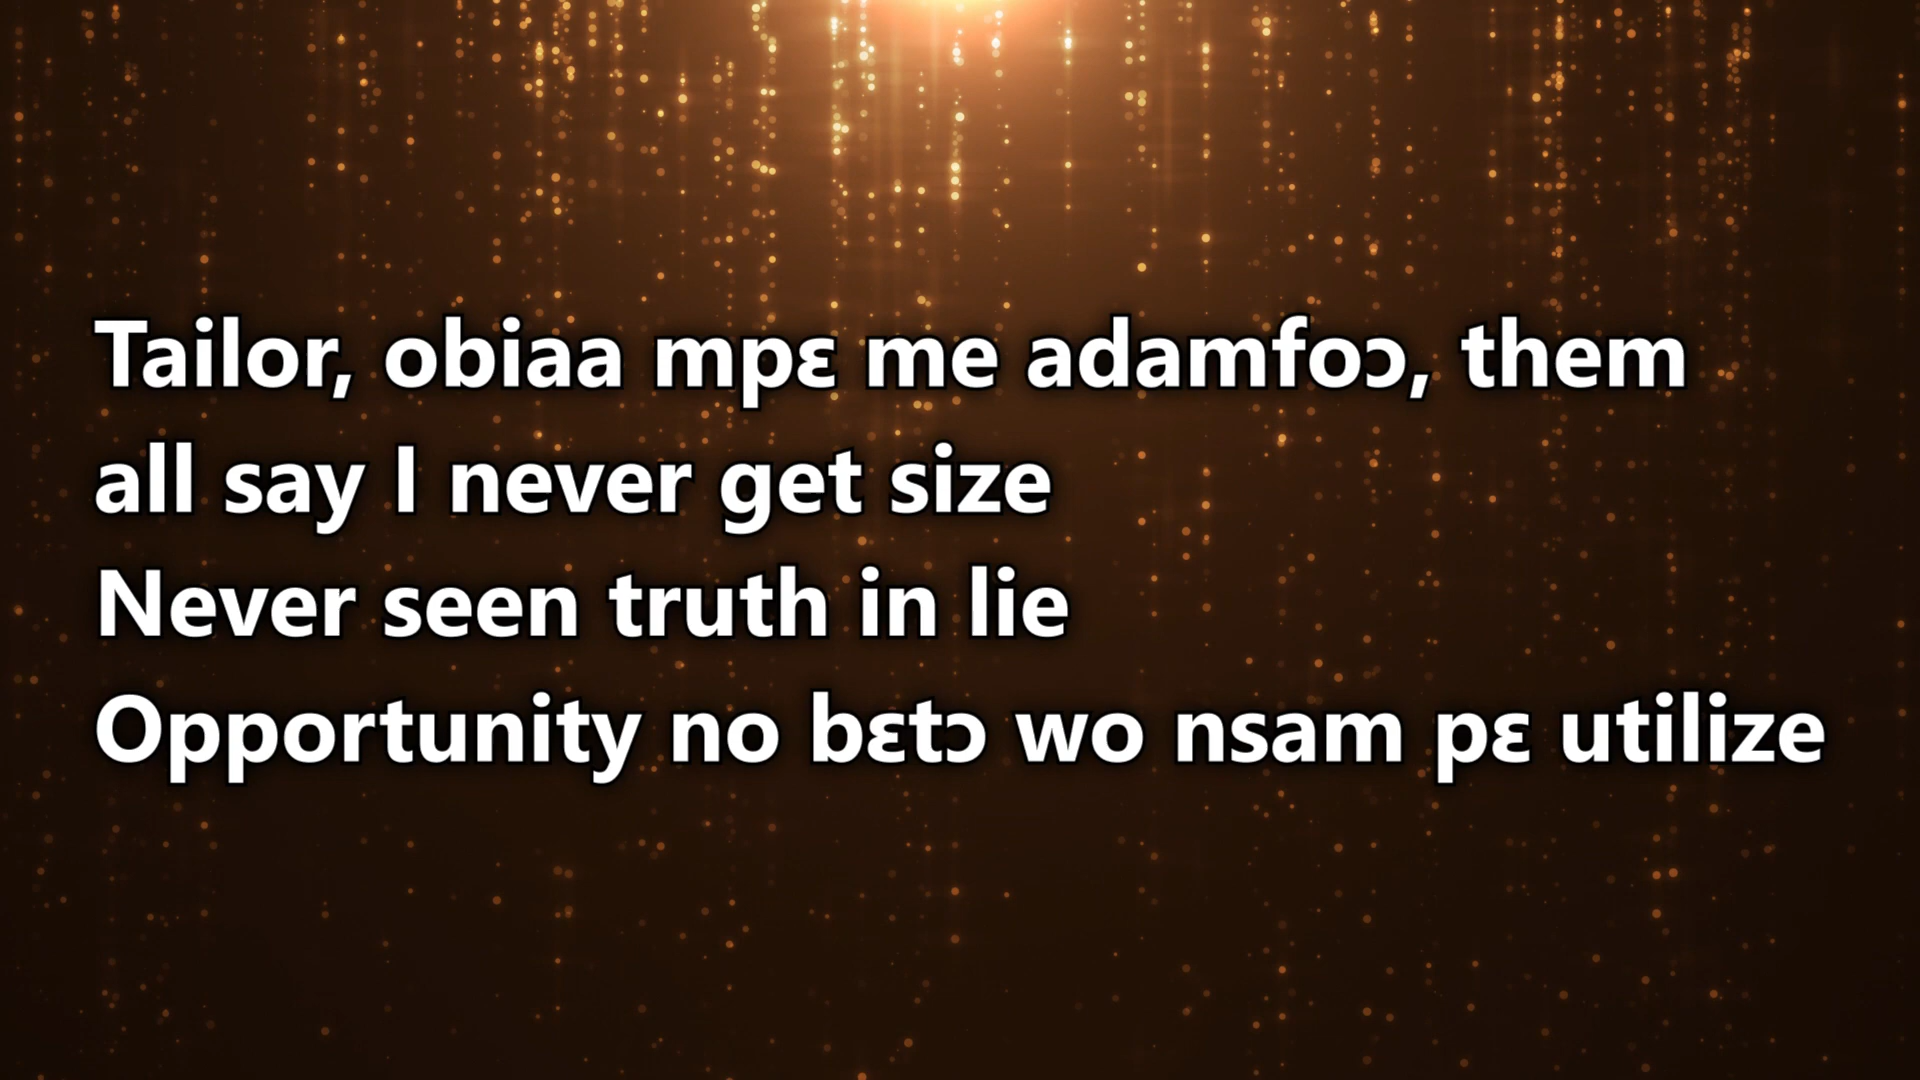 Tailor, obiaa mpɛ me adamfoɔ, them
all say I never get size
Never seen truth in lie
Opportunity no bɛtɔ wo nsam pɛ utilize